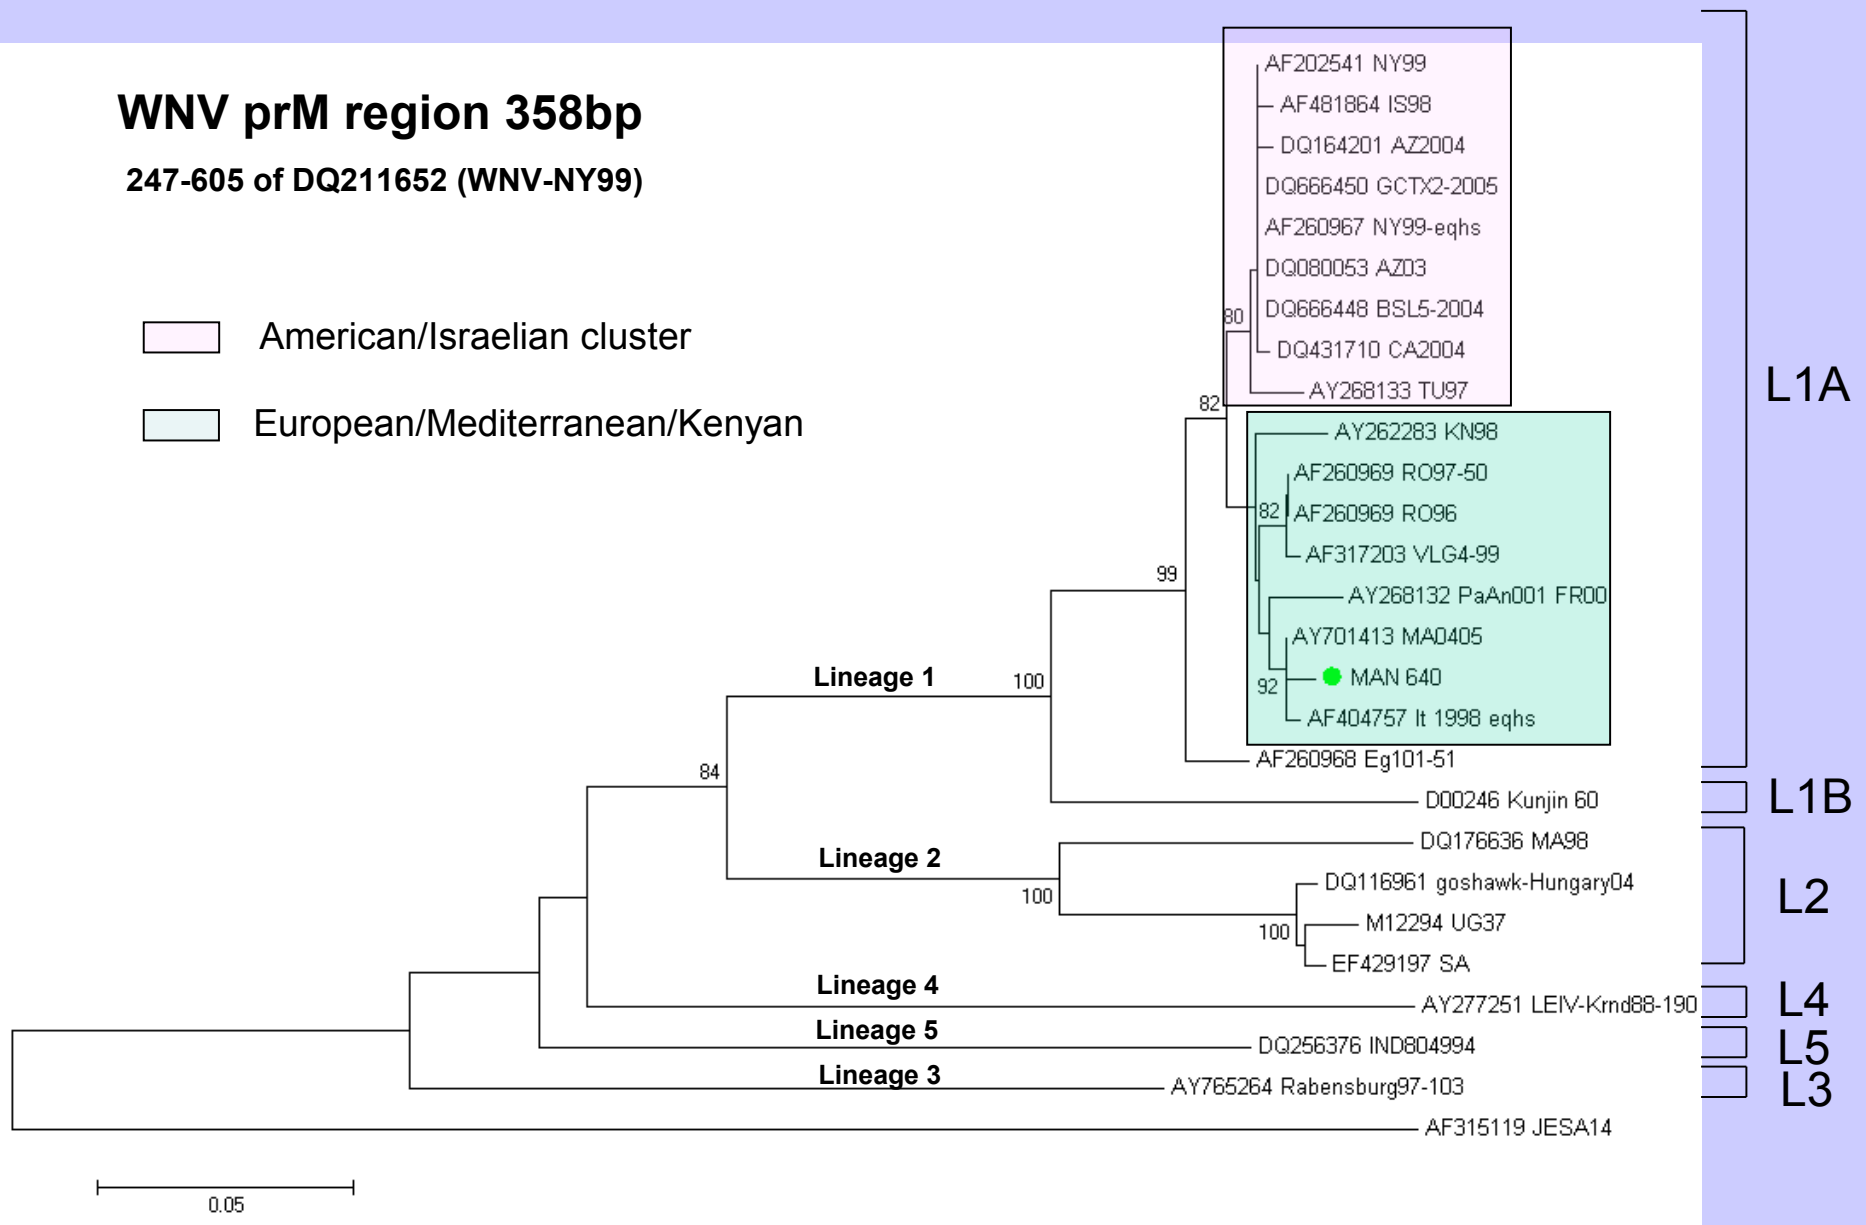 WNV prM region 358bp
247-605 of DQ211652 (WNV-NY99)
American/Israelian cluster
European/Mediterranean/Kenyan
AF202541 NY99
AF481864 IS98
DQ164201 AZ2004
DQ666450 GCTX2-2005
AF260967 NY99-eqhs
DQ080053 AZ03
DQ666448 BSL5-2004
DQ431710 CA2004
AY268133 TU97
AY262283 KN98
AF260969 RO97-50
AF260969 RO96
AF317203 VLG4-99
AY268132 PaAn001 FR00
AY701413 MA0405
MAN 640
AF404757 It 1998 eqhs
AF260968 Eg101-51
D00246 Kunjin 60
DQ176636 MA98
DQ116961 goshawk-Hungary04
M12294 UG37
EF429197 SA
AY277251 LEIV-Krnd88-190
DQ256376 IND804994
AY765264 Rabensburg97-103
AF315119 JESA14
80
82
82
99
92
100
84
100
100
Lineage 1
Lineage 2
Lineage 4
Lineage 5
Lineage 3
L1A
L1B
L2
L4
L5
L3
0.05